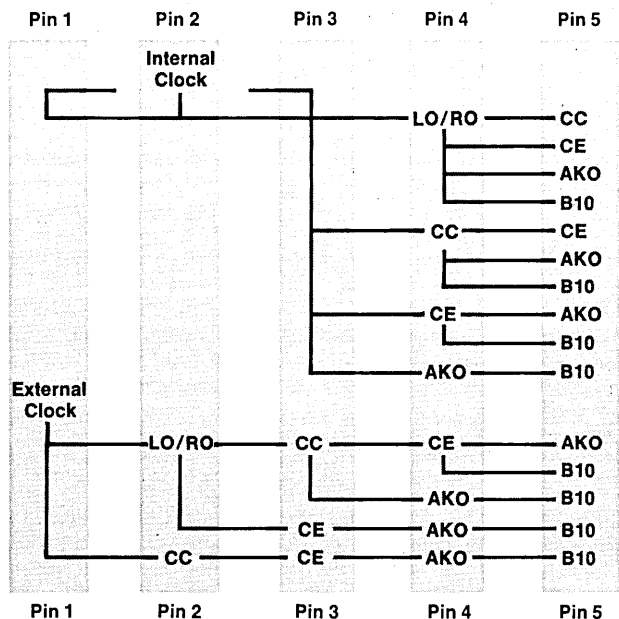 Pin 1 Pin 2 Pin 3 Pin 4 Pin 5
Internal
Clock
LO/RO CC
CE
AKO
B10
CC CE
AKO
B10
CE AKO
B10
AKO B10
External
Clock
LO/RO CC CE AKO
B10
AKO B10
CE AKO B10
CC CE AKO B10
Pin 1 Pin 2 Pin 3 Pin 4 Pin 5